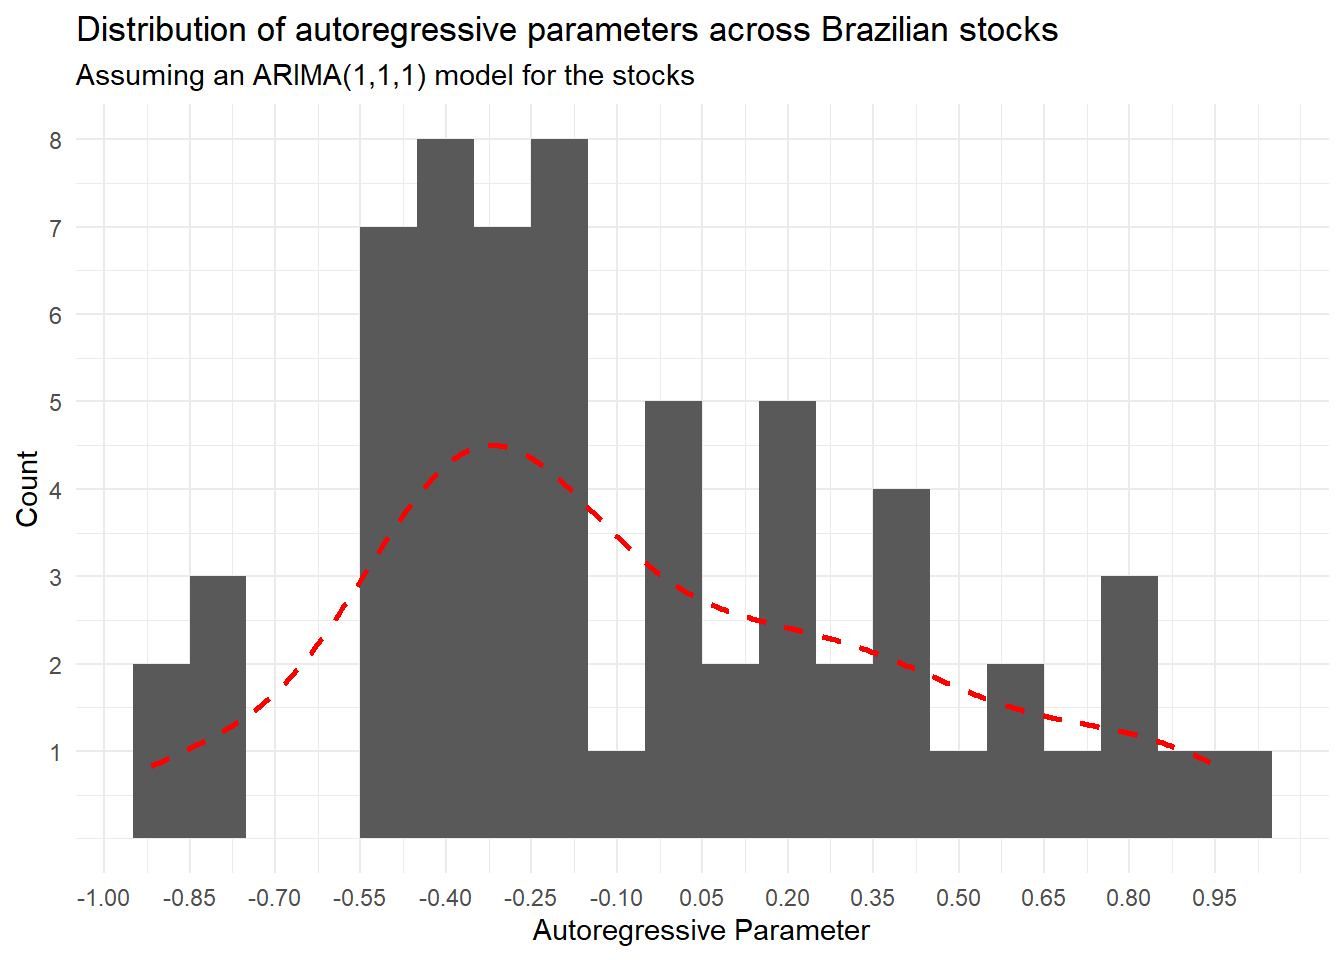 Distribution of autoregressive parameters across Brazilian stocks
Assuming an ARIMA(1,1,1) model for the stocks
8
7
6
5
4
3
2
1
Count
-1.00 -0.85 -0.70 -0.55 -0.40 -0.25 -0.10 0.05 0.20 0.35 0.50 0.65 0.80 0.95
Autoregressive Parameter